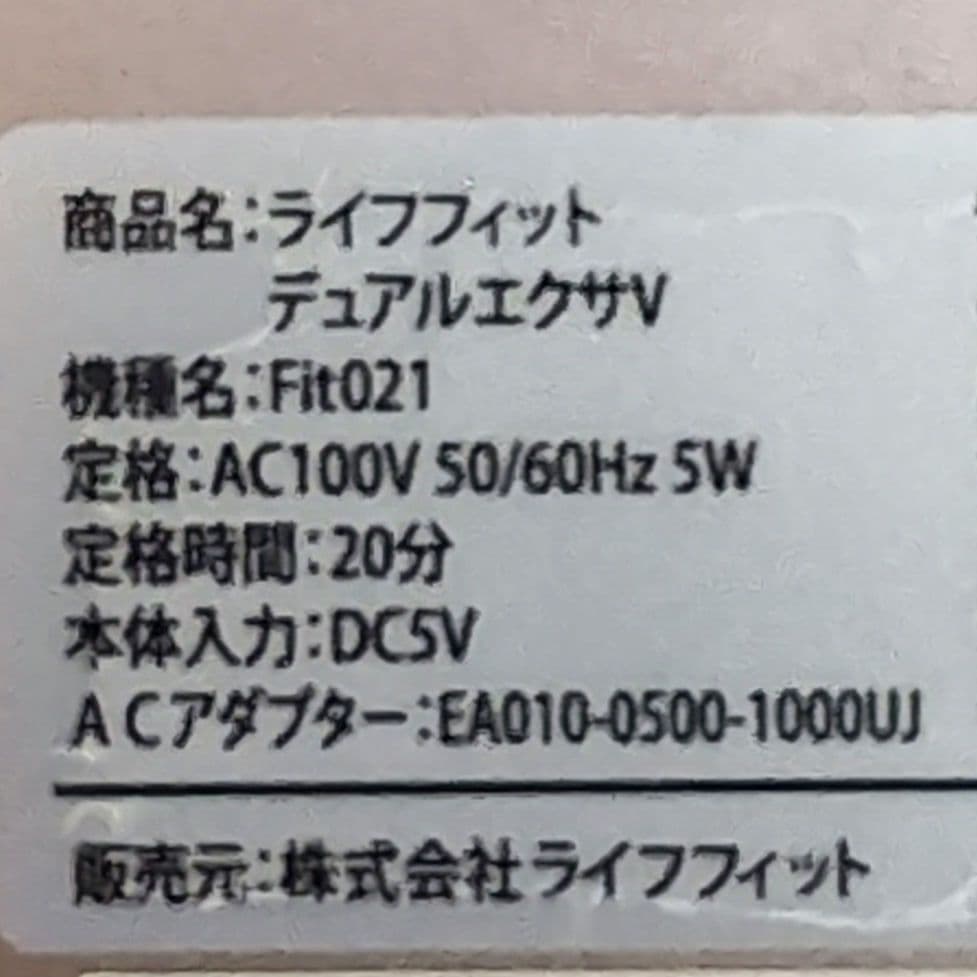 商品名:ライフフィット
デュアルエクサV
機種名:Fit021
定格:AC100V 50/60Hz 5W
定格時間:20分
本体入力:DC5V
ACアダプター:EA010-0500-1000UJ
販売元:株式会社ライフフィット